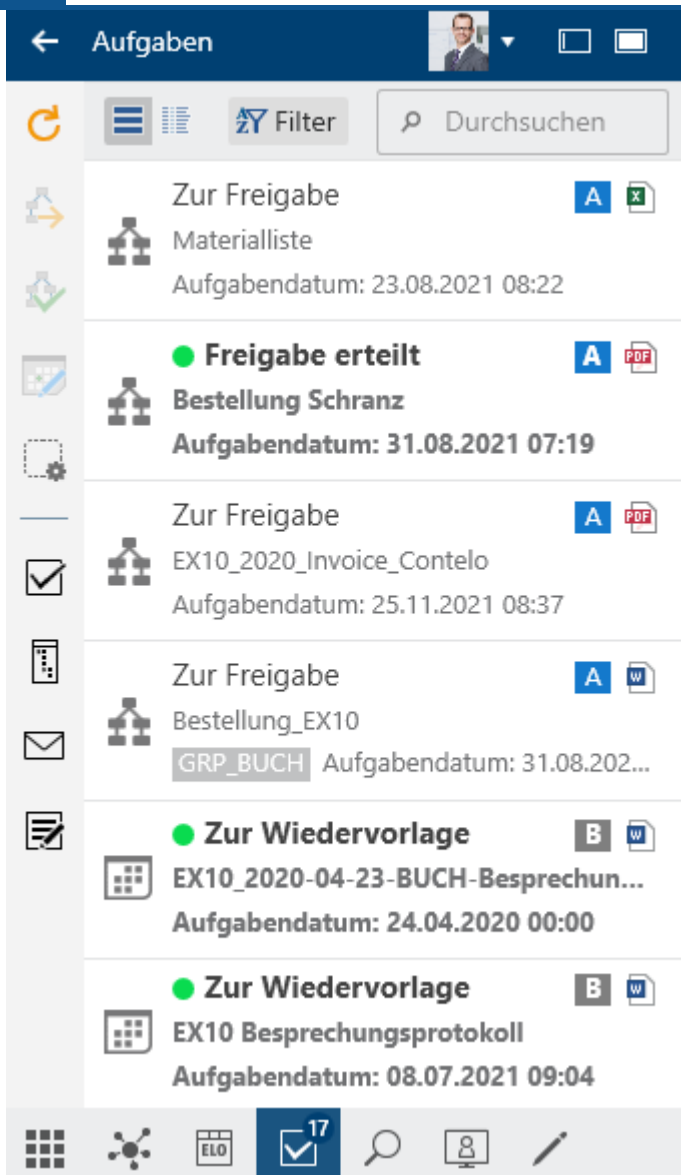 Aufgaben
Filter
Durchsuchen
Zur Freigabe A
Materialliste
Aufgabendatum: 23.08.2021 08:22
Freigabe erteilt A PDF
Bestellung Schranz
Aufgabendatum: 31.08.2021 07:19
Zur Freigabe A PDF
EX10_2020_Invoice_Contelo
Aufgabendatum: 25.11.2021 08:37
Zur Freigabe A W
Bestellung_EX10
GRP_BUCH Aufgabendatum: 31.08.202...
Zur Wiedervorlage B W
EX10_2020-04-23-BUCH-Besprechun...
Aufgabendatum: 24.04.2020 00:00
Zur Wiedervorlage B W
EX10 Besprechungsprotokoll
Aufgabendatum: 08.07.2021 09:04
ELO 17